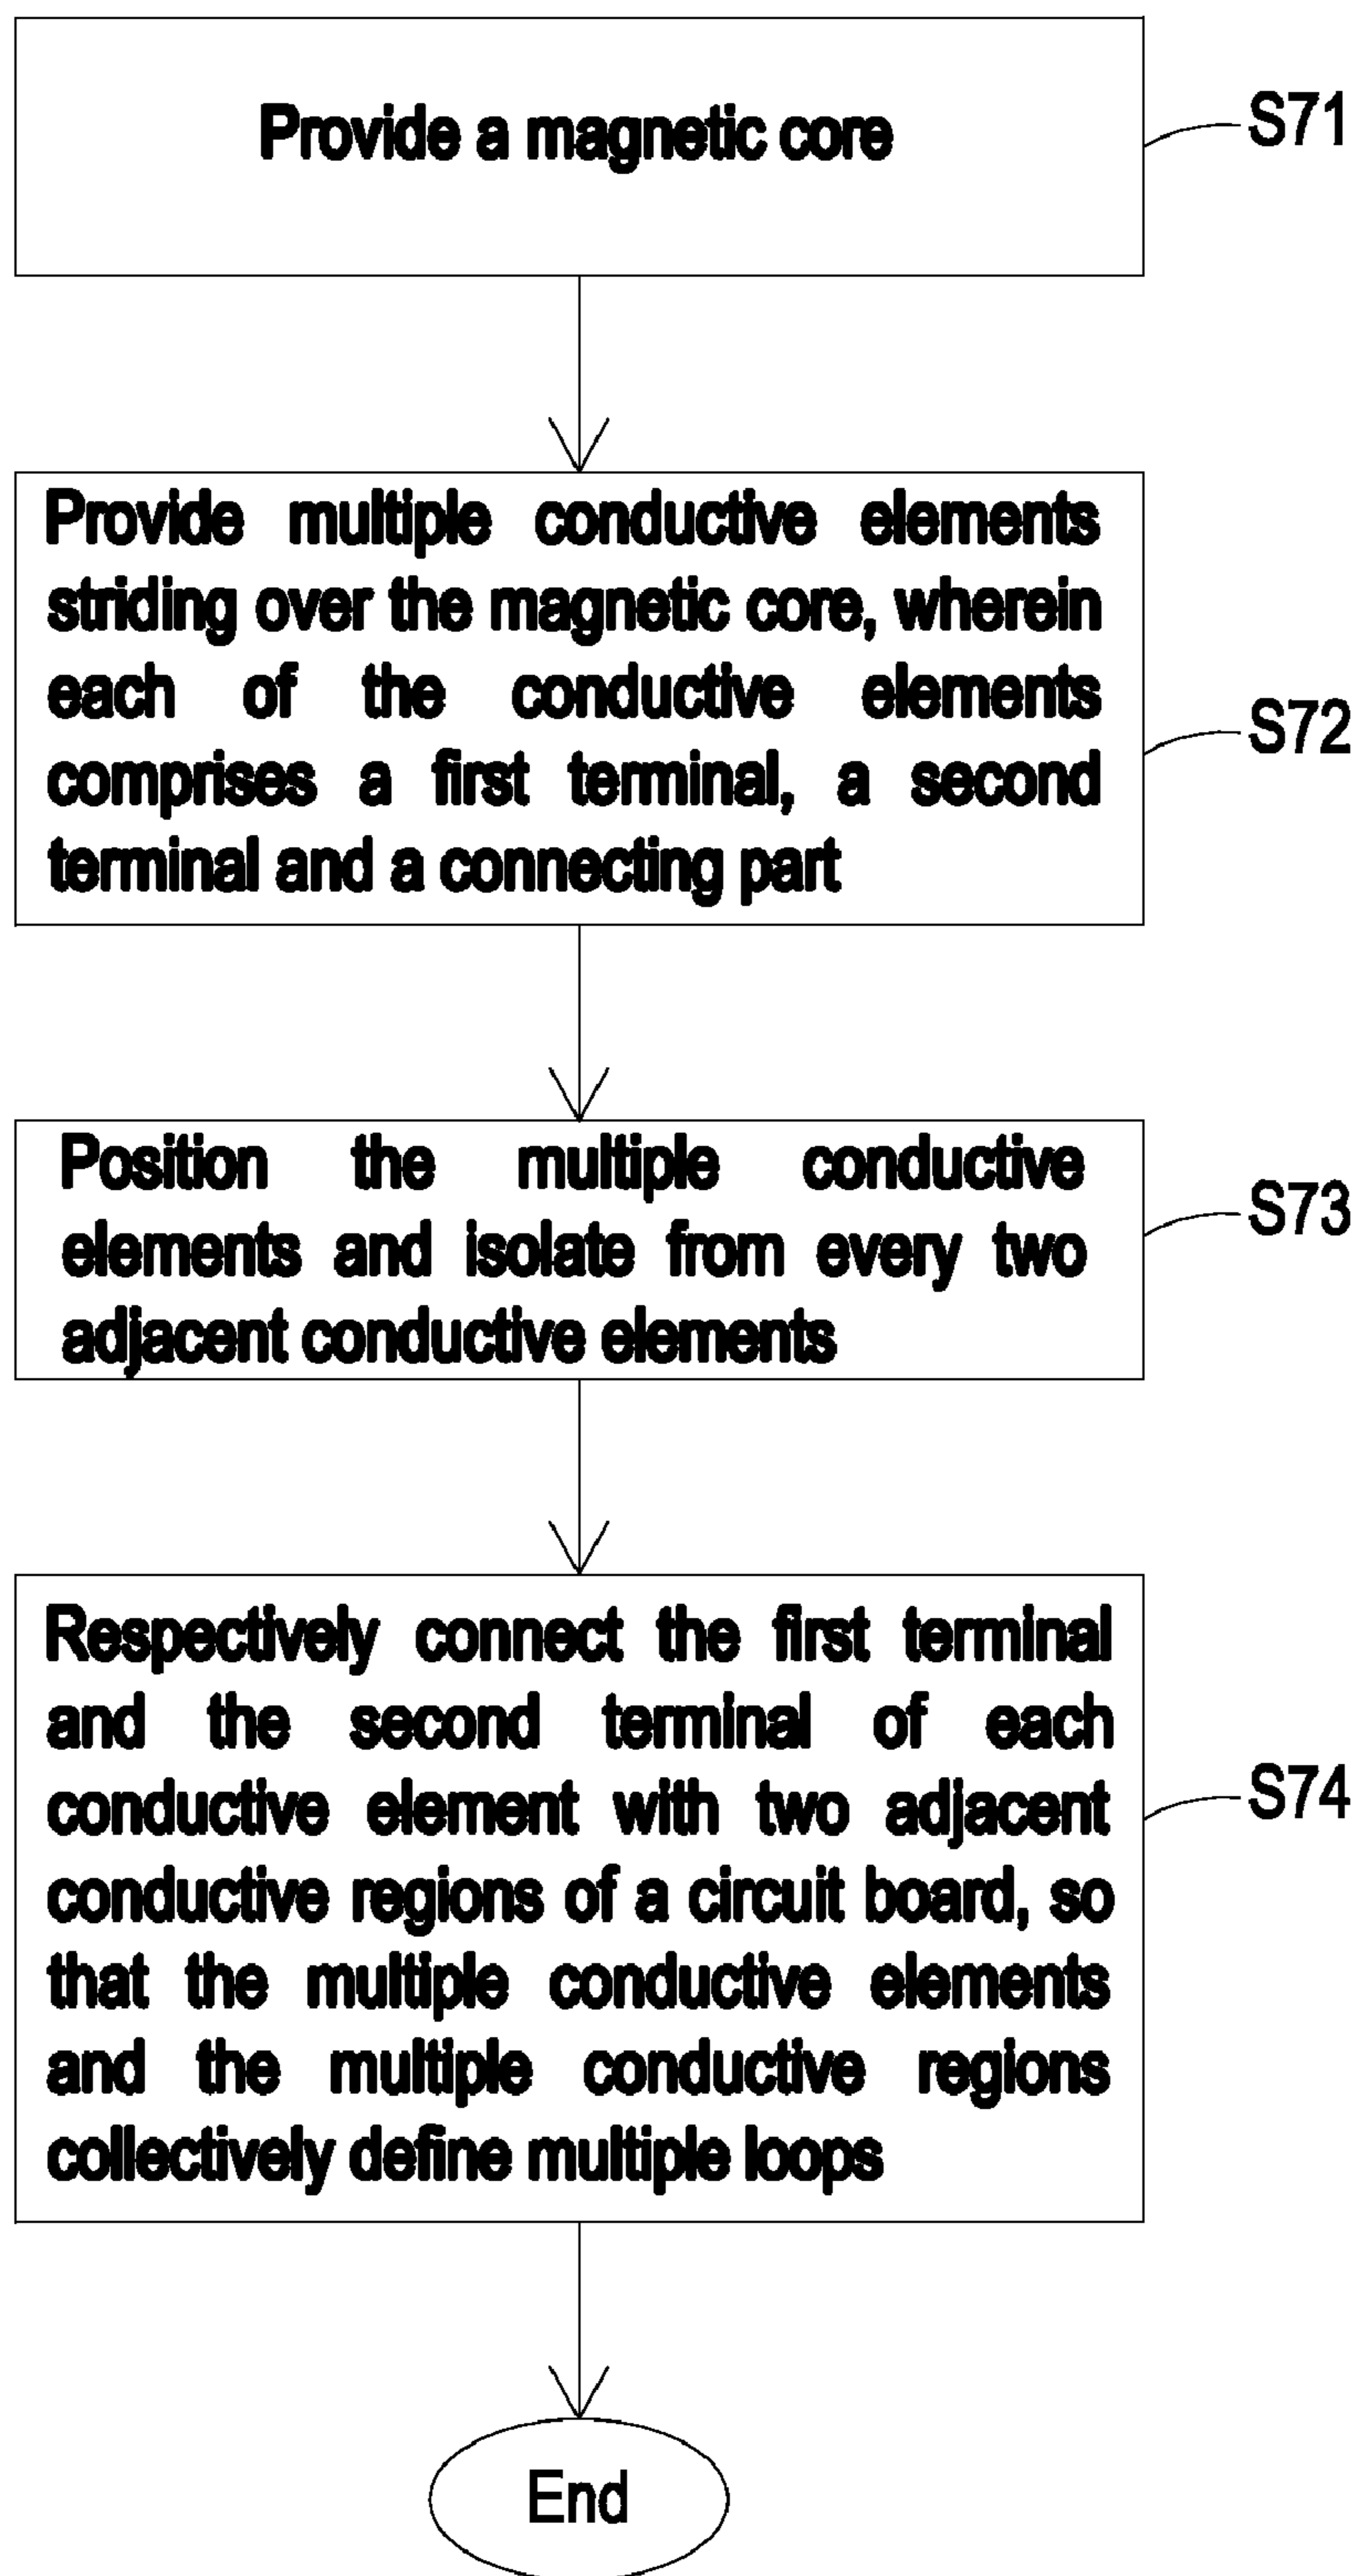 Provide a magnetic core
S71
Provide multiple conductive elements
striding over the magnetic core, wherein
each of the conductive elements
comprises a first terminal, a second
terminal and a connecting part
S72
Position the multiple conductive
elements and isolate from every two
adjacent conductive elements
S73
Respectively connect the first terminal
and the second terminal of each
conductive element with two adjacent
conductive regions of a circuit board, so
that the multiple conductive elements
and the multiple conductive regions
collectively define multiple loops
S74
End